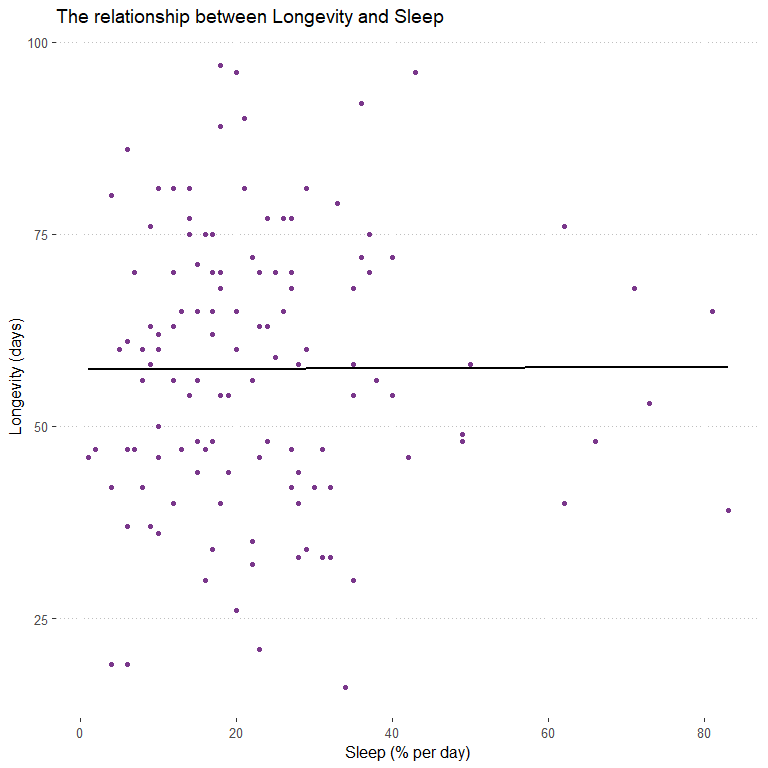 The relationship between Longevity and Sleep
100
75
50
25
Longevity (days)
0 20 40 60 80
Sleep (% per day)